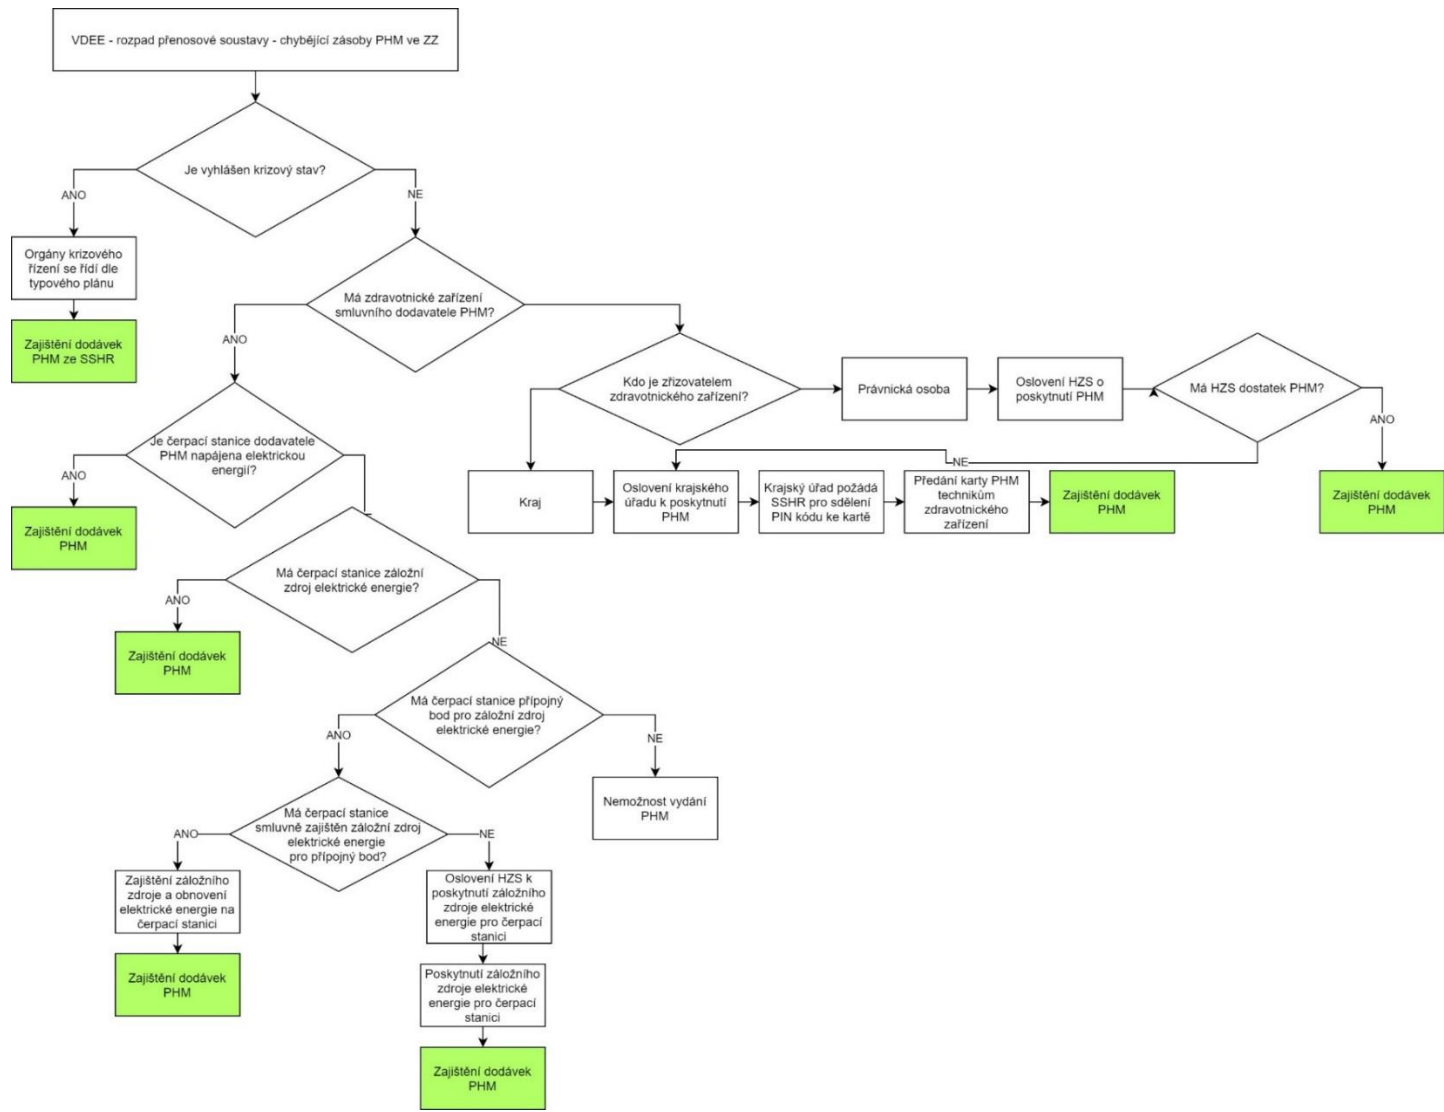 VDEE - rozpad přenosové soustavy - chybějící zásoby PHM ve ZZ
Je vyhlášen krizový stav?
ANO
NE
Orgány krizového
řízení se řídí dle
typového plánu
Zajištění dodávek
PHM ze SSHR
Má zdravotnické zařízení
smluvního dodavatele PHM?
ANO
Kdo je zřizovatelem
zdravotnického zařízení?
Právnická osoba
Oslovení HZS o
poskytnutí PHM
Má HZS dostatek PHM?
ANO
NE
Zajištění dodávek
PHM
Kraj
Oslovení krajského
úřadu k poskytnutí
PHM
Krajský úřad požádá
SSHR pro sdělení
PIN kódu ke kartě
Předání karty PHM
technikům
zdravotnického
zařízení
Zajištění dodávek
PHM
Je čerpací stanice dodavatele
PHM napájena elektrickou
energií?
ANO
Zajištění dodávek
PHM
Má čerpací stanice záložní
zdroj elektrické energie?
ANO
NE
Zajištění dodávek
PHM
Má čerpací stanice přípojný
bod pro záložní zdroj
elektrické energie?
ANO
NE
Nemožnost vydání
PHM
Má čerpací stanice
smluvně zajištěn záložní zdroj
elektrické energie
pro přípojný bod?
ANO
NE
Zajištění záložního
zdroje a obnovení
elektrické energie na
čerpací stanici
Zajištění dodávek
PHM
Oslovení HZS k
poskytnutí záložního
zdroje elektrické
energie pro čerpací
stanici
Poskytnutí záložního
zdroje elektrické
energie pro čerpací
stanici
Zajištění dodávek
PHM